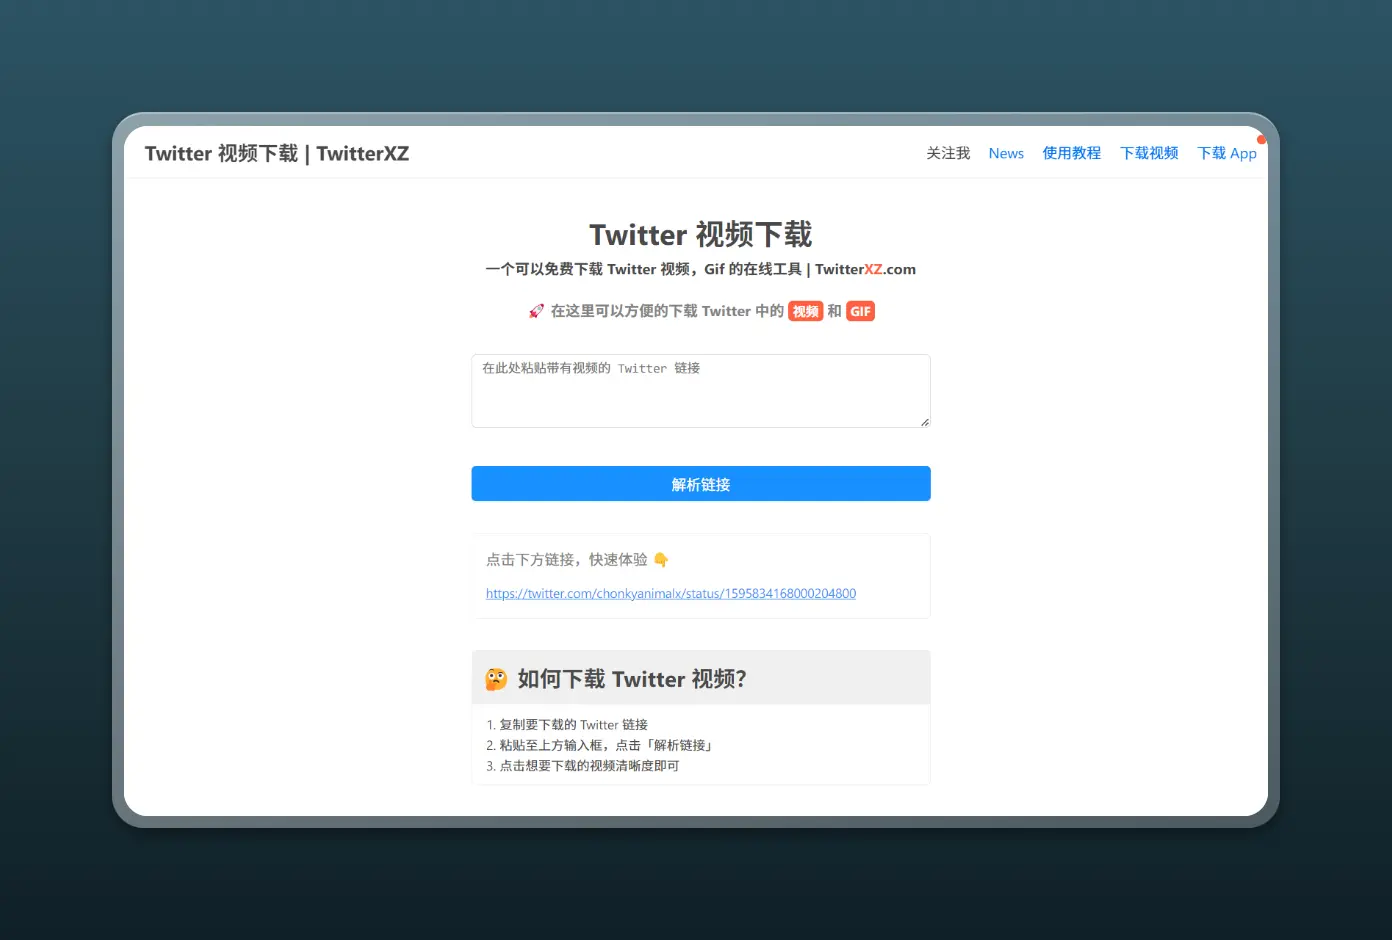 Twitter 视频下载 | TwitterXZ
关注我 News 使用教程 下载视频 下载 App
Twitter 视频下载
一个可以免费下载 Twitter 视频，Gif 的在线工具 | TwitterXZ.com
🚀 在这里可以方便的下载 Twitter 中的 视频 和 GIF
在此处粘贴带有视频的 Twitter 链接
解析链接
点击下方链接，快速体验 👇
https://twitter.com/chonkyanimalx/status/1595834168000204800
🤔 如何下载 Twitter 视频？
1. 复制要下载的 Twitter 链接
2. 粘贴至上方输入框，点击「解析链接」
3. 点击想要下载的视频清晰度即可